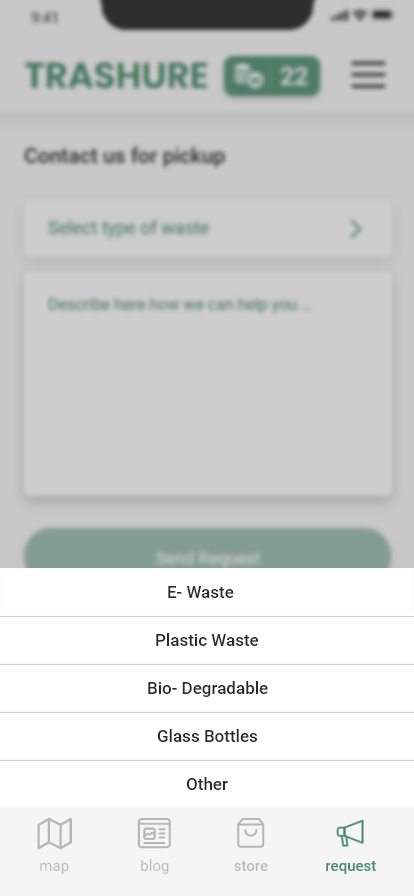 9:41
TRASHURE 22
Contact us for pickup
Select type of waste
Describe here how we can help you ...
Send Request
E- Waste
Plastic Waste
Bio- Degradable
Glass Bottles
Other
map blog store request